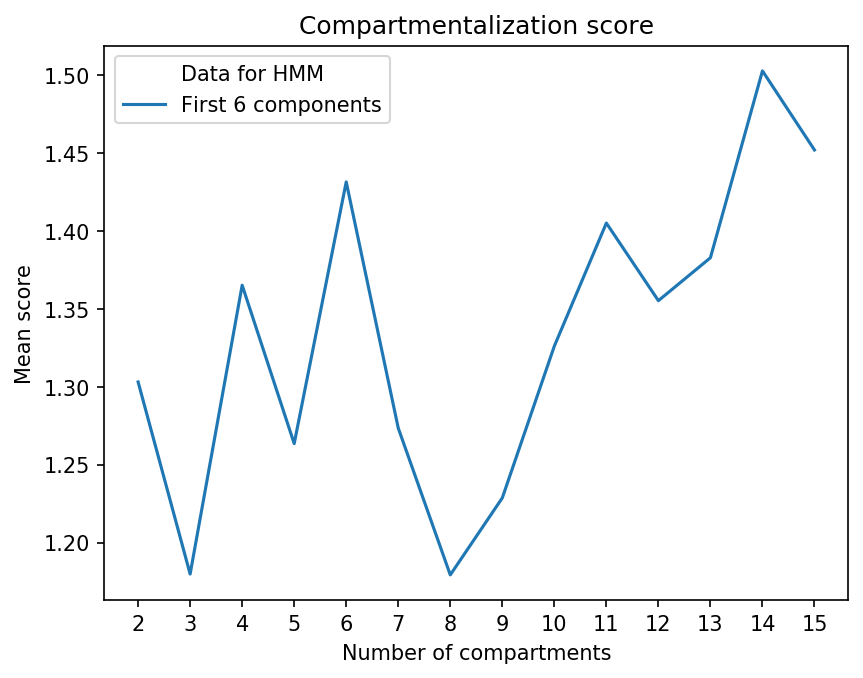 Compartmentalization score
Data for HMM
First 6 components
1.50
1.45
1.40
1.35
1.30
1.25
1.20
Mean score
2 3 4 5 6 7 8 9 10 11 12 13 14 15
Number of compartments